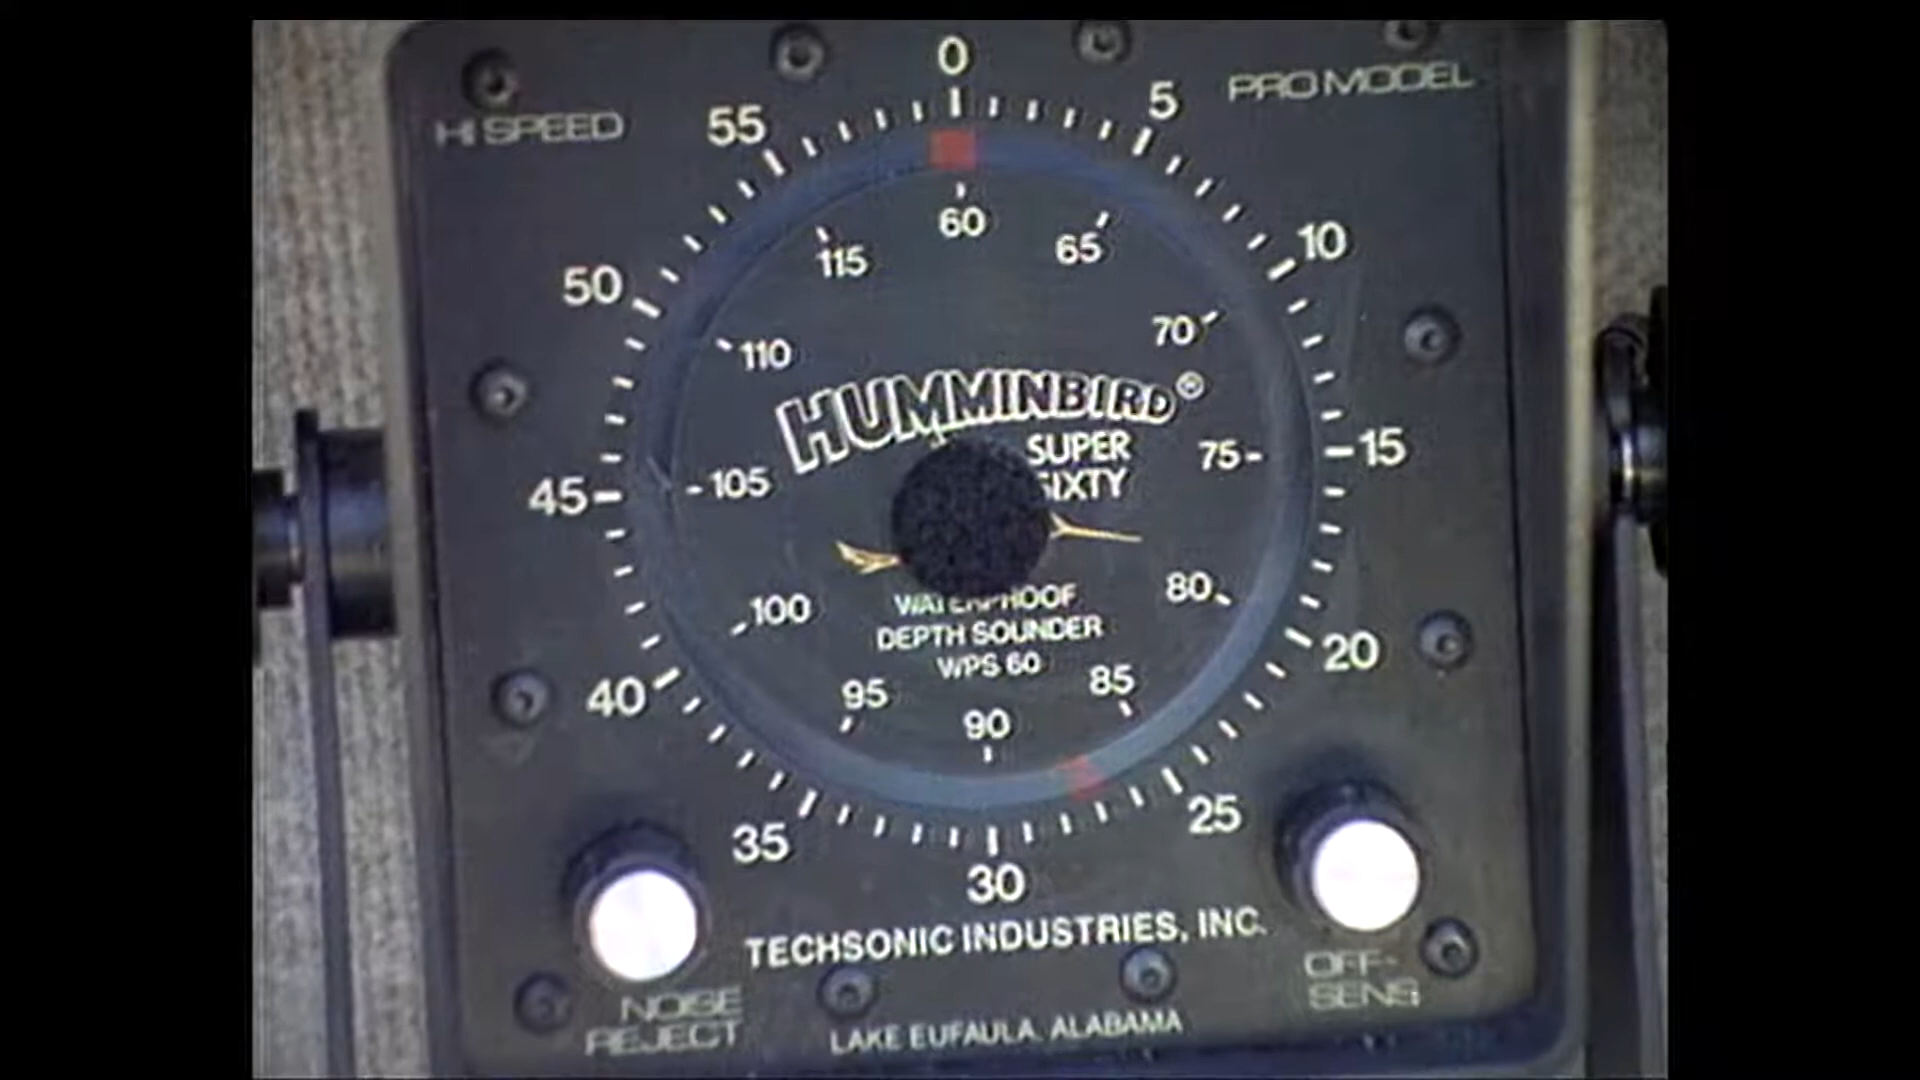 0
HI SPEED
55
5
PRO MODEL
60
115
65
50
10
110
70
HUMMINBIRD®
SUPER
SIXTY
45
105
75
15
100
WATERPROOF
80
DEPTH SOUNDER
WPS 60
40
95
90
85
20
35
30
25
TECHSONIC INDUSTRIES, INC.
NOISE
REJECT
LAKE EUFAULA, ALABAMA
OFF-
SENS